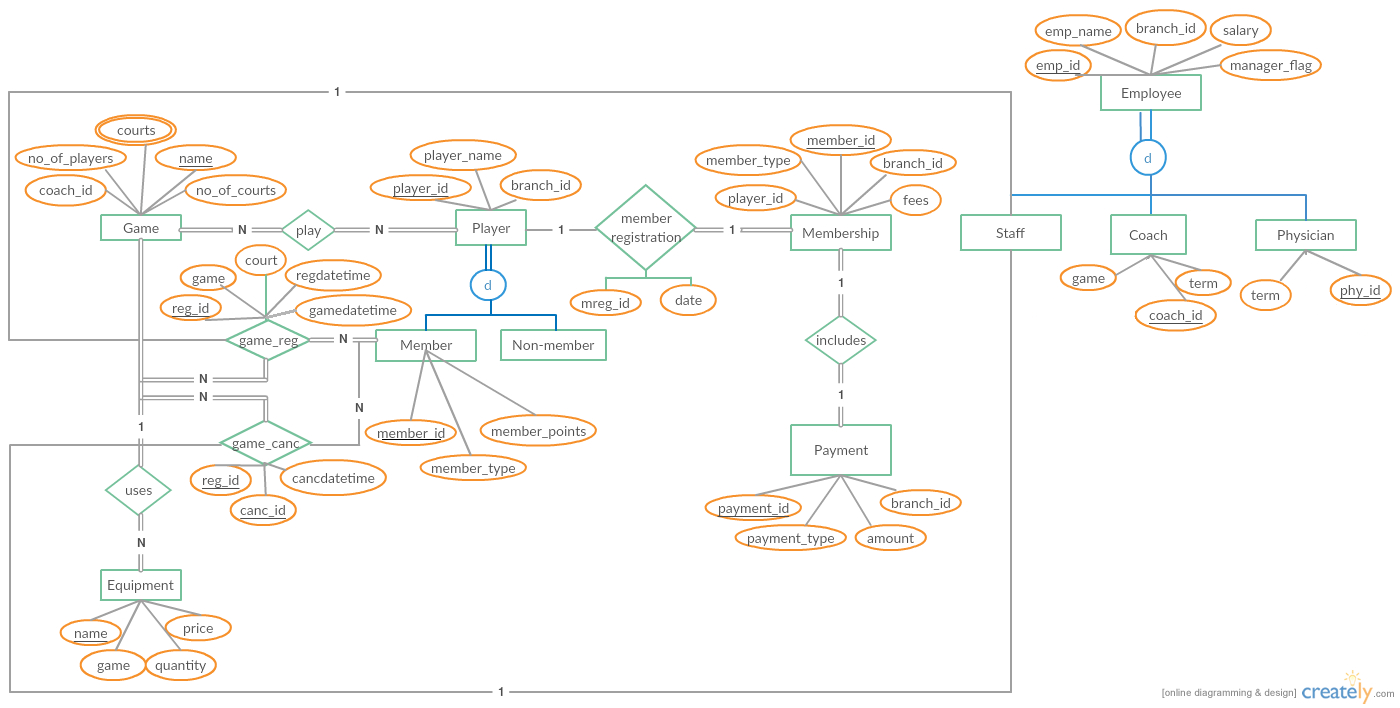 emp_name
branch_id
salary
emp_id
manager_flag
Employee
d
1
courts
no_of_players
name
coach_id
no_of_courts
Game
N
play
N
player_name
player_id
branch_id
Player
1
member
registration
1
mreg_id
date
member_id
member_type
branch_id
player_id
fees
Membership
Staff
Coach
Physician
game
term
coach_id
term
phy_id
court
game
regdatetime
reg_id
gamedatetime
game_reg
N
d
Member
Non-member
1
includes
1
N
N
N
1
game_canc
reg_id
cancdatetime
canc_id
member_id
member_points
member_type
Payment
payment_id
branch_id
payment_type
amount
uses
N
Equipment
name
price
game
quantity
1
[online diagramming & design] creately.com